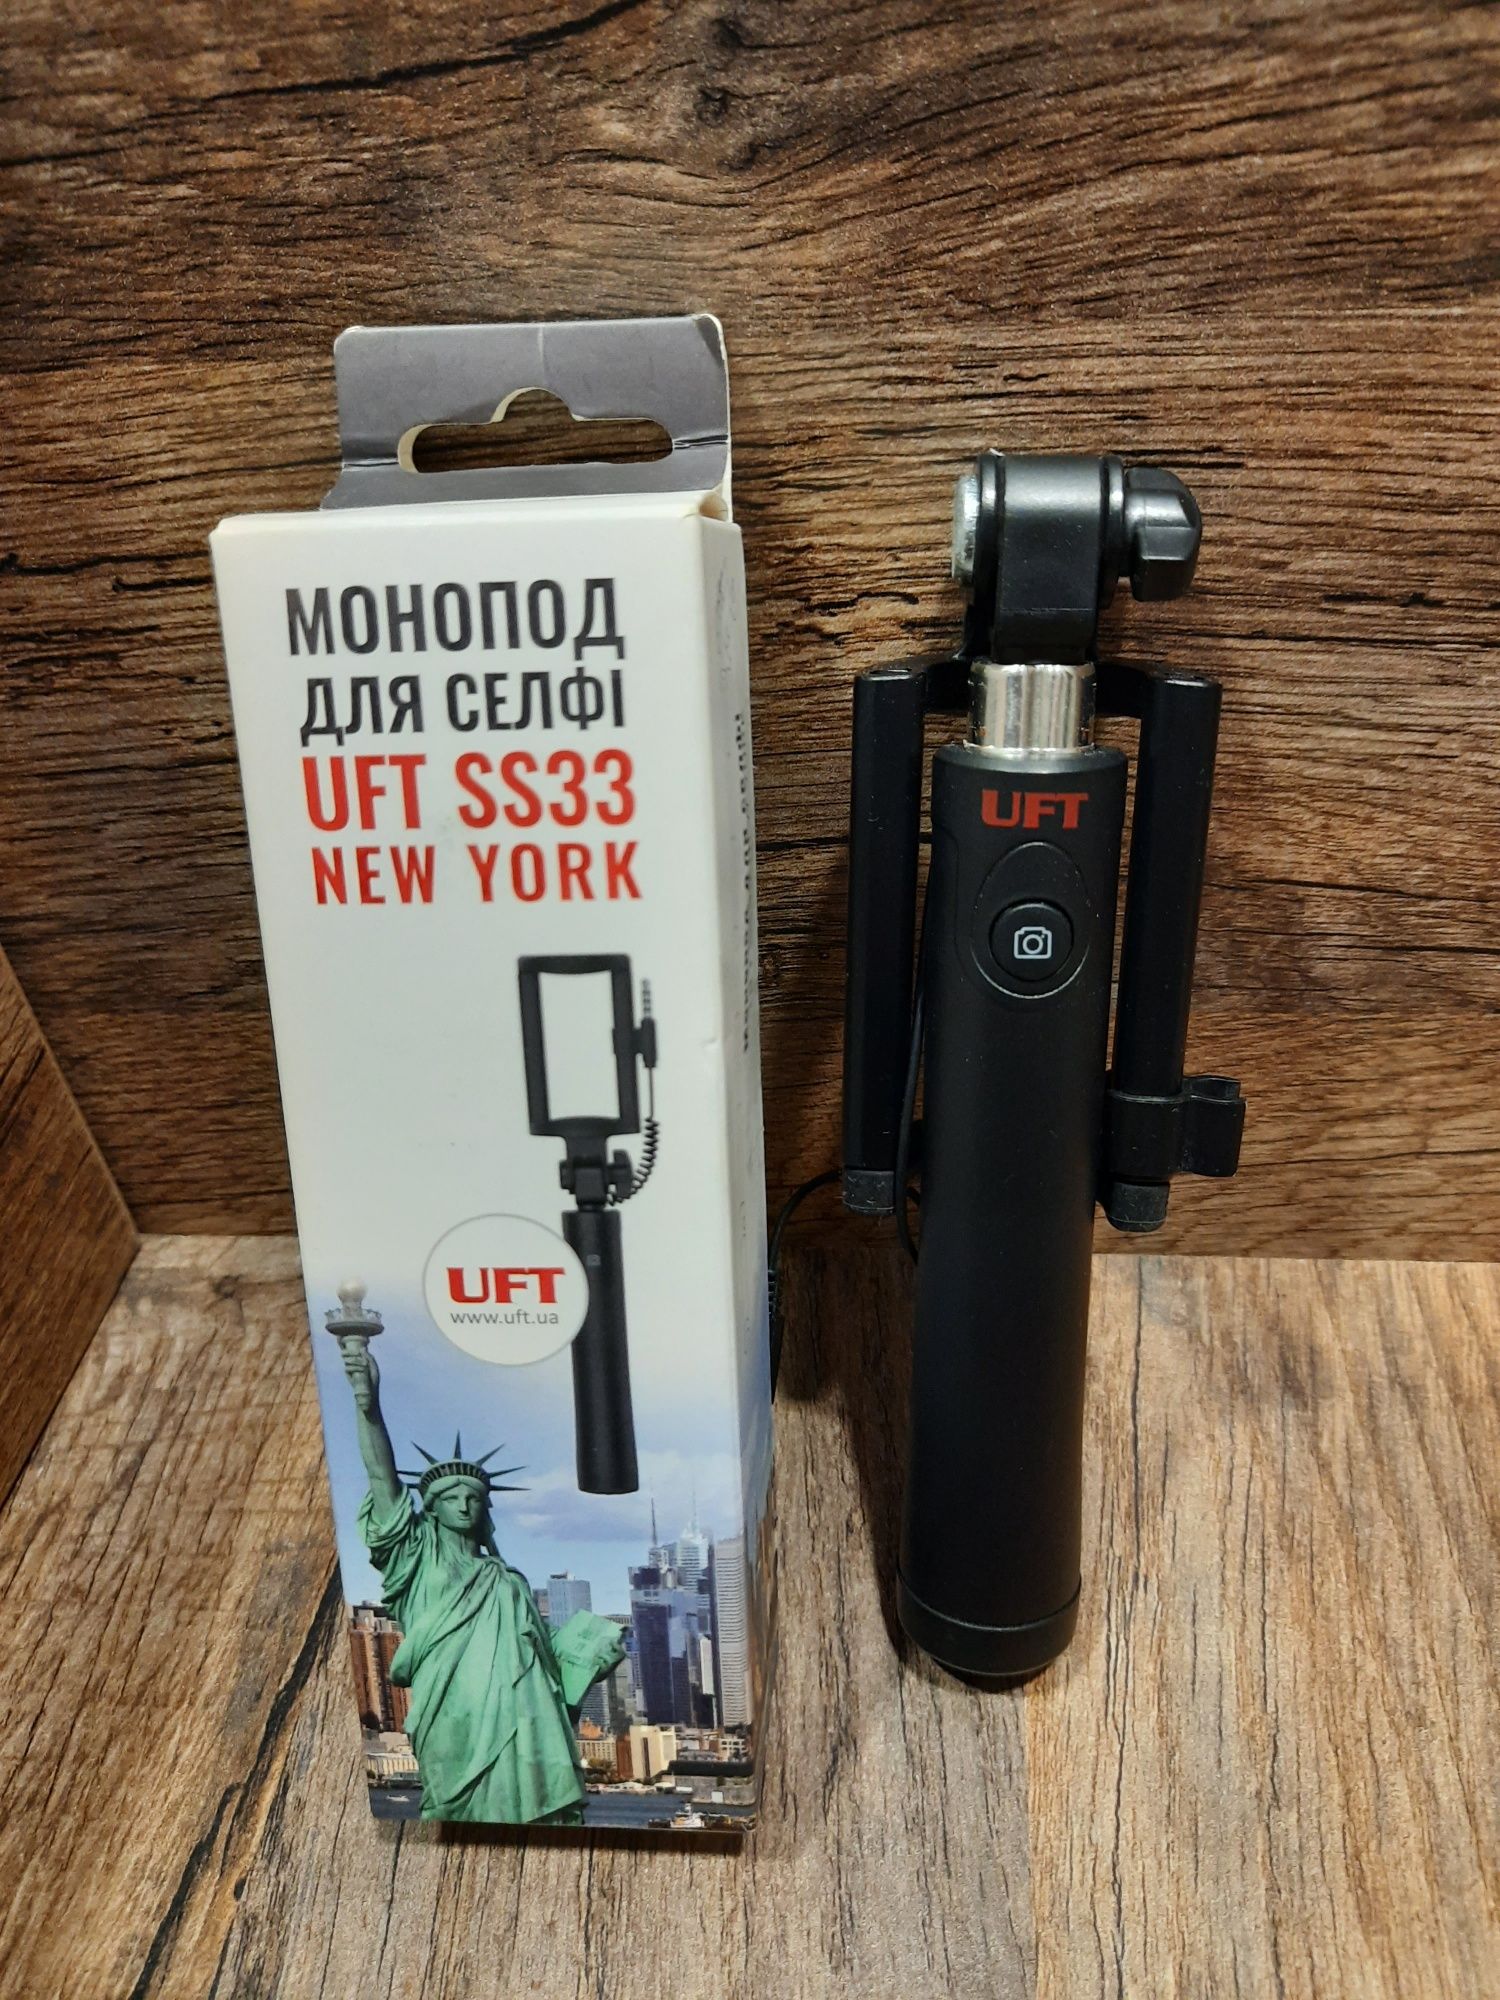 МОНОПОД
ДЛЯ СЕЛФІ
UFT SS33
NEW YORK
UFT
www.uft.ua
UFT